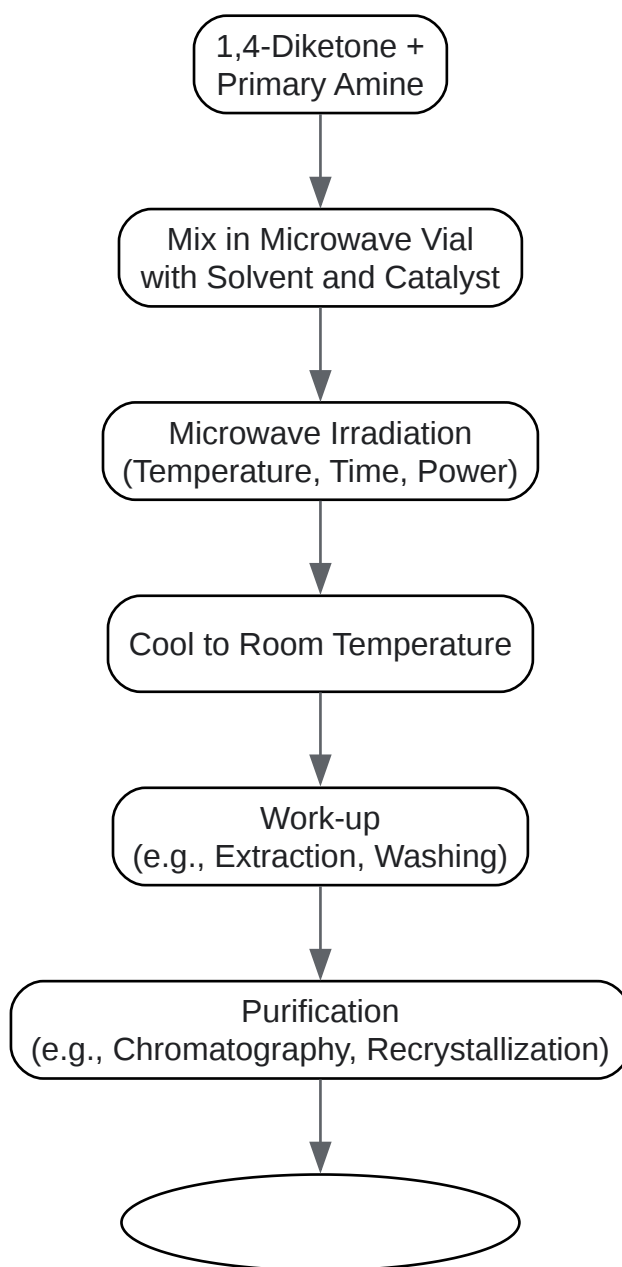 1,4-Diketone +
Primary Amine
Mix in Microwave Vial
with Solvent and Catalyst
Microwave Irradiation
(Temperature, Time, Power)
Cool to Room Temperature
Work-up
(e.g., Extraction, Washing)
Purification
(e.g., Chromatography, Recrystallization)